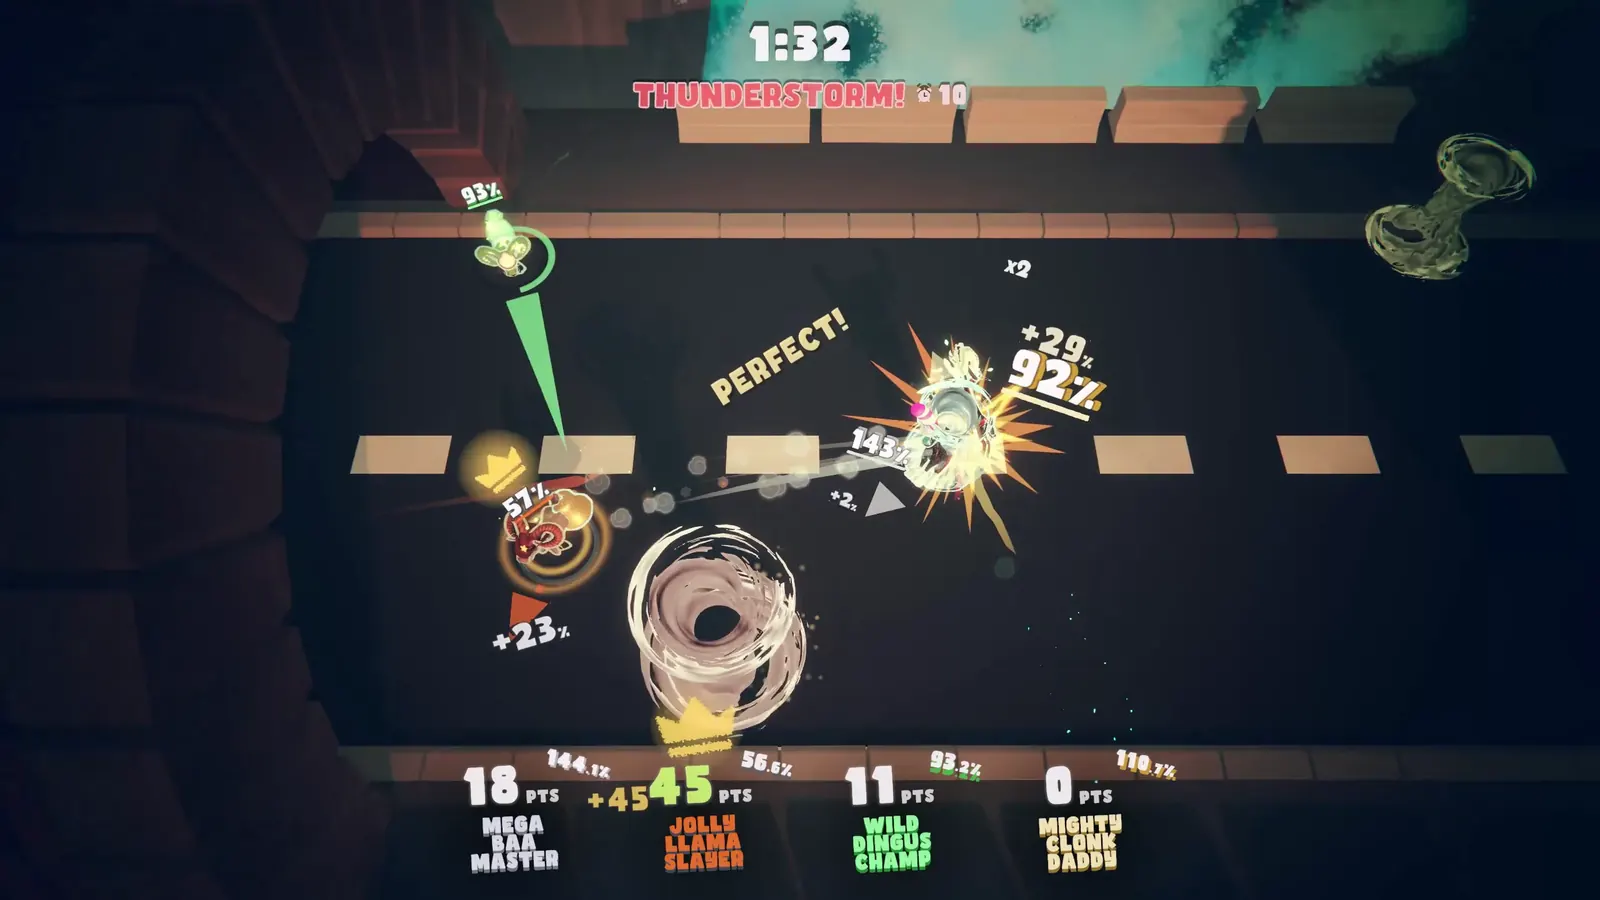 1:32
THUNDERSTORM! 10
93%
x2
PERFECT!
+29%
92%
143%
+2%
57%
+23%
144.1%
18 PTS
MEGA
BAA
MASTER
56.6%
+45 45 PTS
JOLLY
LLAMA
SLAYER
93.2%
11 PTS
WILD
DINGUS
CHAMP
110.7%
0 PTS
MIGHTY
CLONK
DADDY